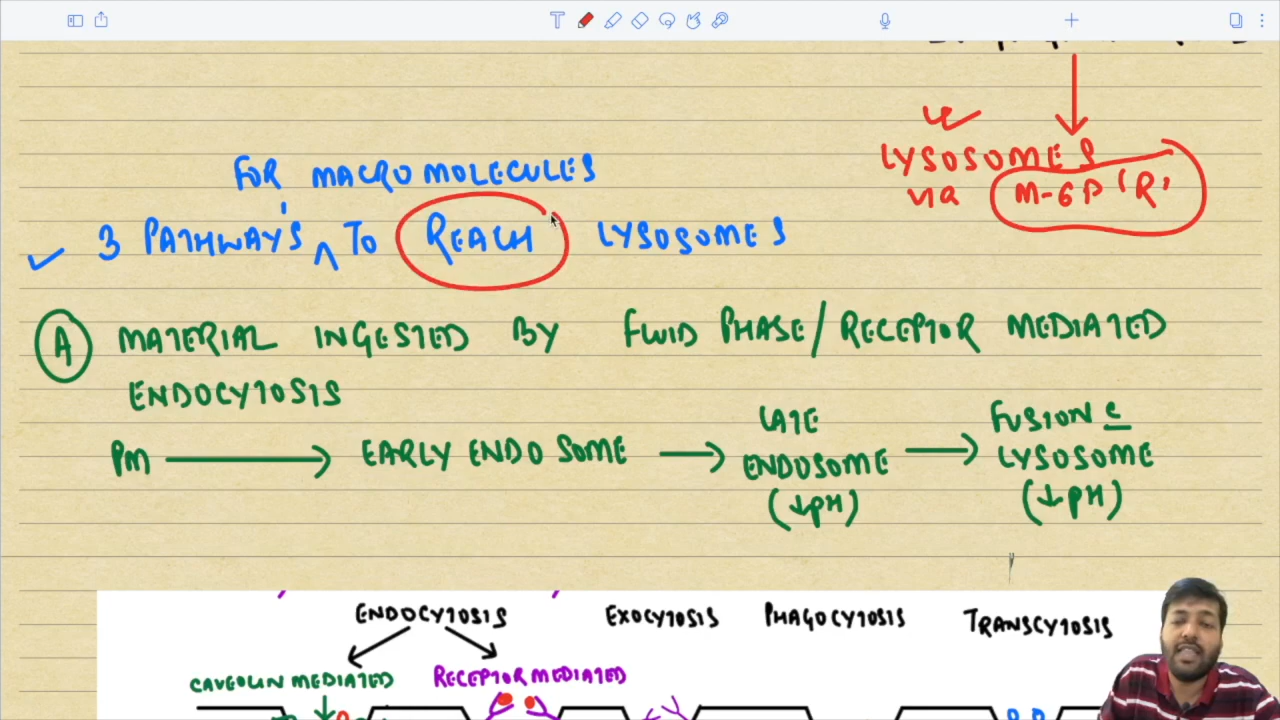 LYSOSOMES
via M-6P 'R'
FOR MACROMOLECULES
3 PATHWAYS ^ TO REACH LYSOSOMES
A MATERIAL INGESTED BY FLUID PHASE/RECEPTOR MEDIATED
ENDOCYTOSIS
PM → EARLY ENDOSOME → LATE ENDOSOME (↓pH) → FUSION c LYSOSOME (↓pH)
ENDOCYTOSIS EXOCYTOSIS PHAGOCYTOSIS TRANSCYTOSIS
CAVEOLIN MEDIATED RECEPTOR MEDIATED